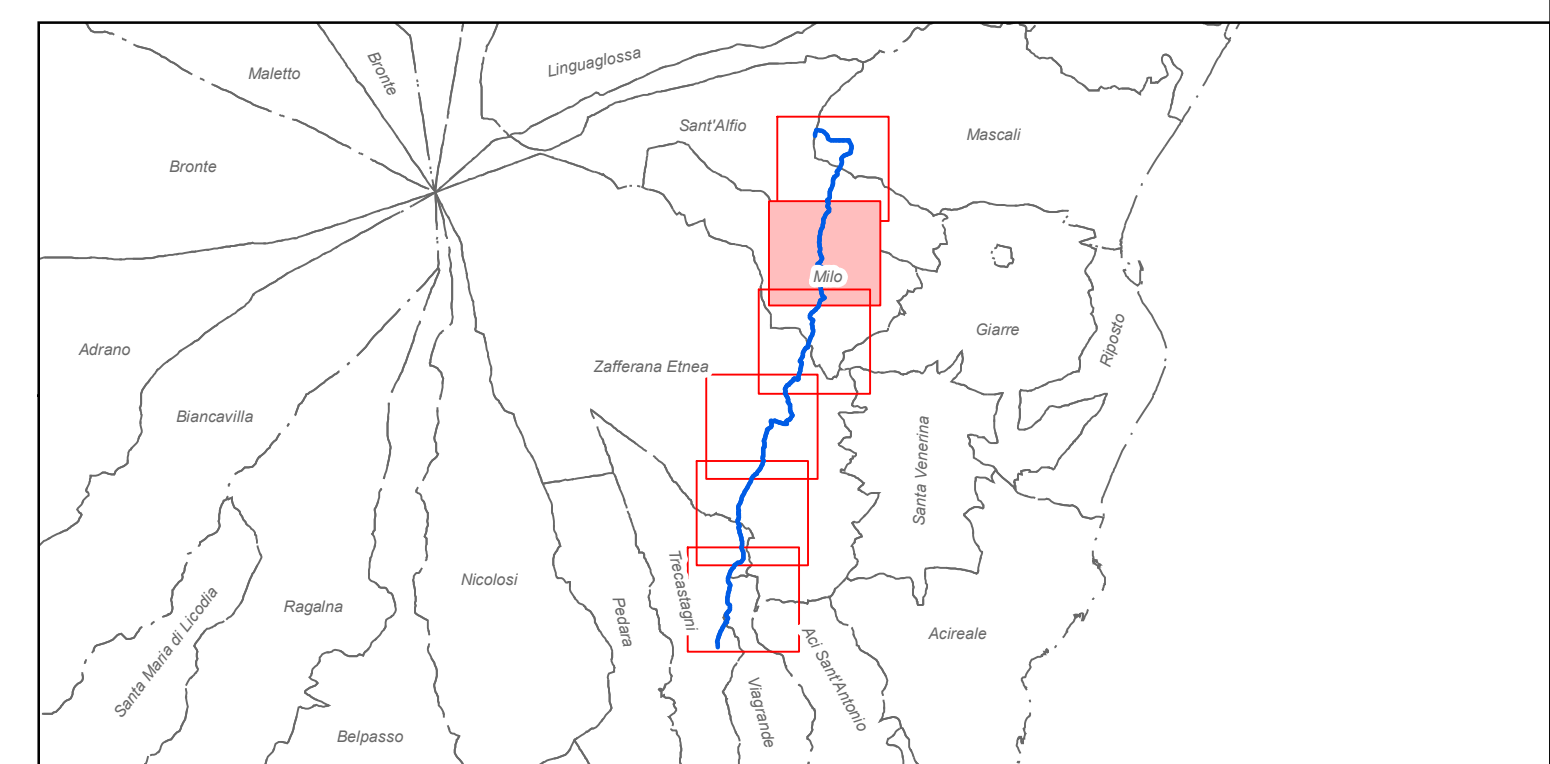 Linguaglossa
Maletto
Bronte
Sant'Alfio
Mascali
Bronte
Milo
Giarre
Riposto
Adrano
Zafferana Etnea
Biancavilla
Santa Venerina
Nicolosi
Trecastagni
Ragalna
Pedara
Santa Maria di Licodia
Acireale
Aci Sant'Antonio
Viagrande
Belpasso